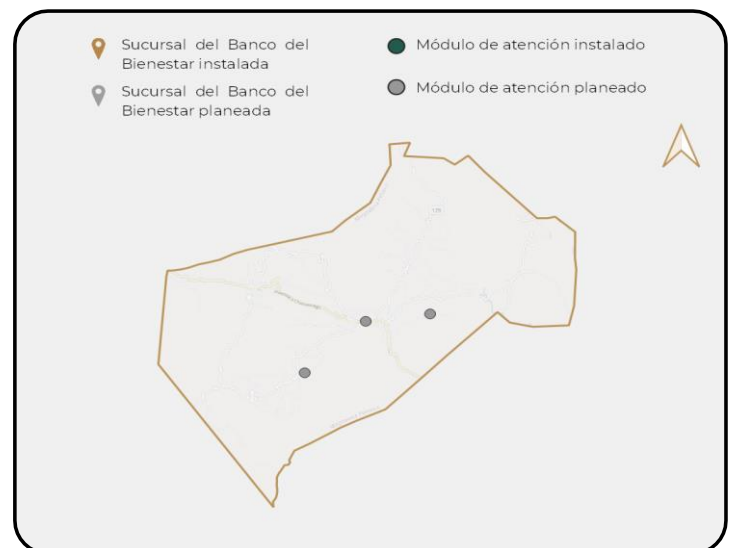 Sucursal del Banco del
Bienestar instalada
Sucursal del Banco del
Bienestar planeada
Módulo de atención instalado
Módulo de atención planeado